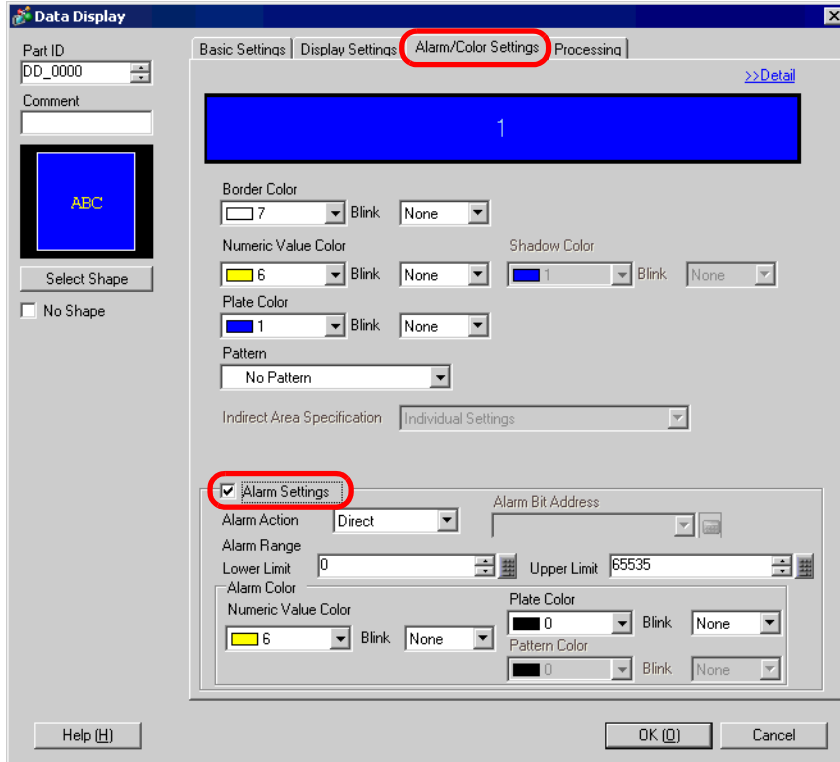 Data Display
Part ID
DD_0000
Comment
ABC
Select Shape
No Shape
Basic Settings Display Settings Alarm/Color Settings Processing
>>Detail
1
Border Color
7 Blink None
Numeric Value Color Shadow Color
6 Blink None 1 Blink None
Plate Color
1 Blink None
Pattern
No Pattern
Indirect Area Specification Individual Settings
Alarm Settings
Alarm Bit Address
Alarm Action Direct
Alarm Range
Lower Limit 0 Upper Limit 65535
Alarm Color
Numeric Value Color Plate Color
6 Blink None 0 Blink None
Pattern Color
0 Blink None
Help (H) OK (O) Cancel